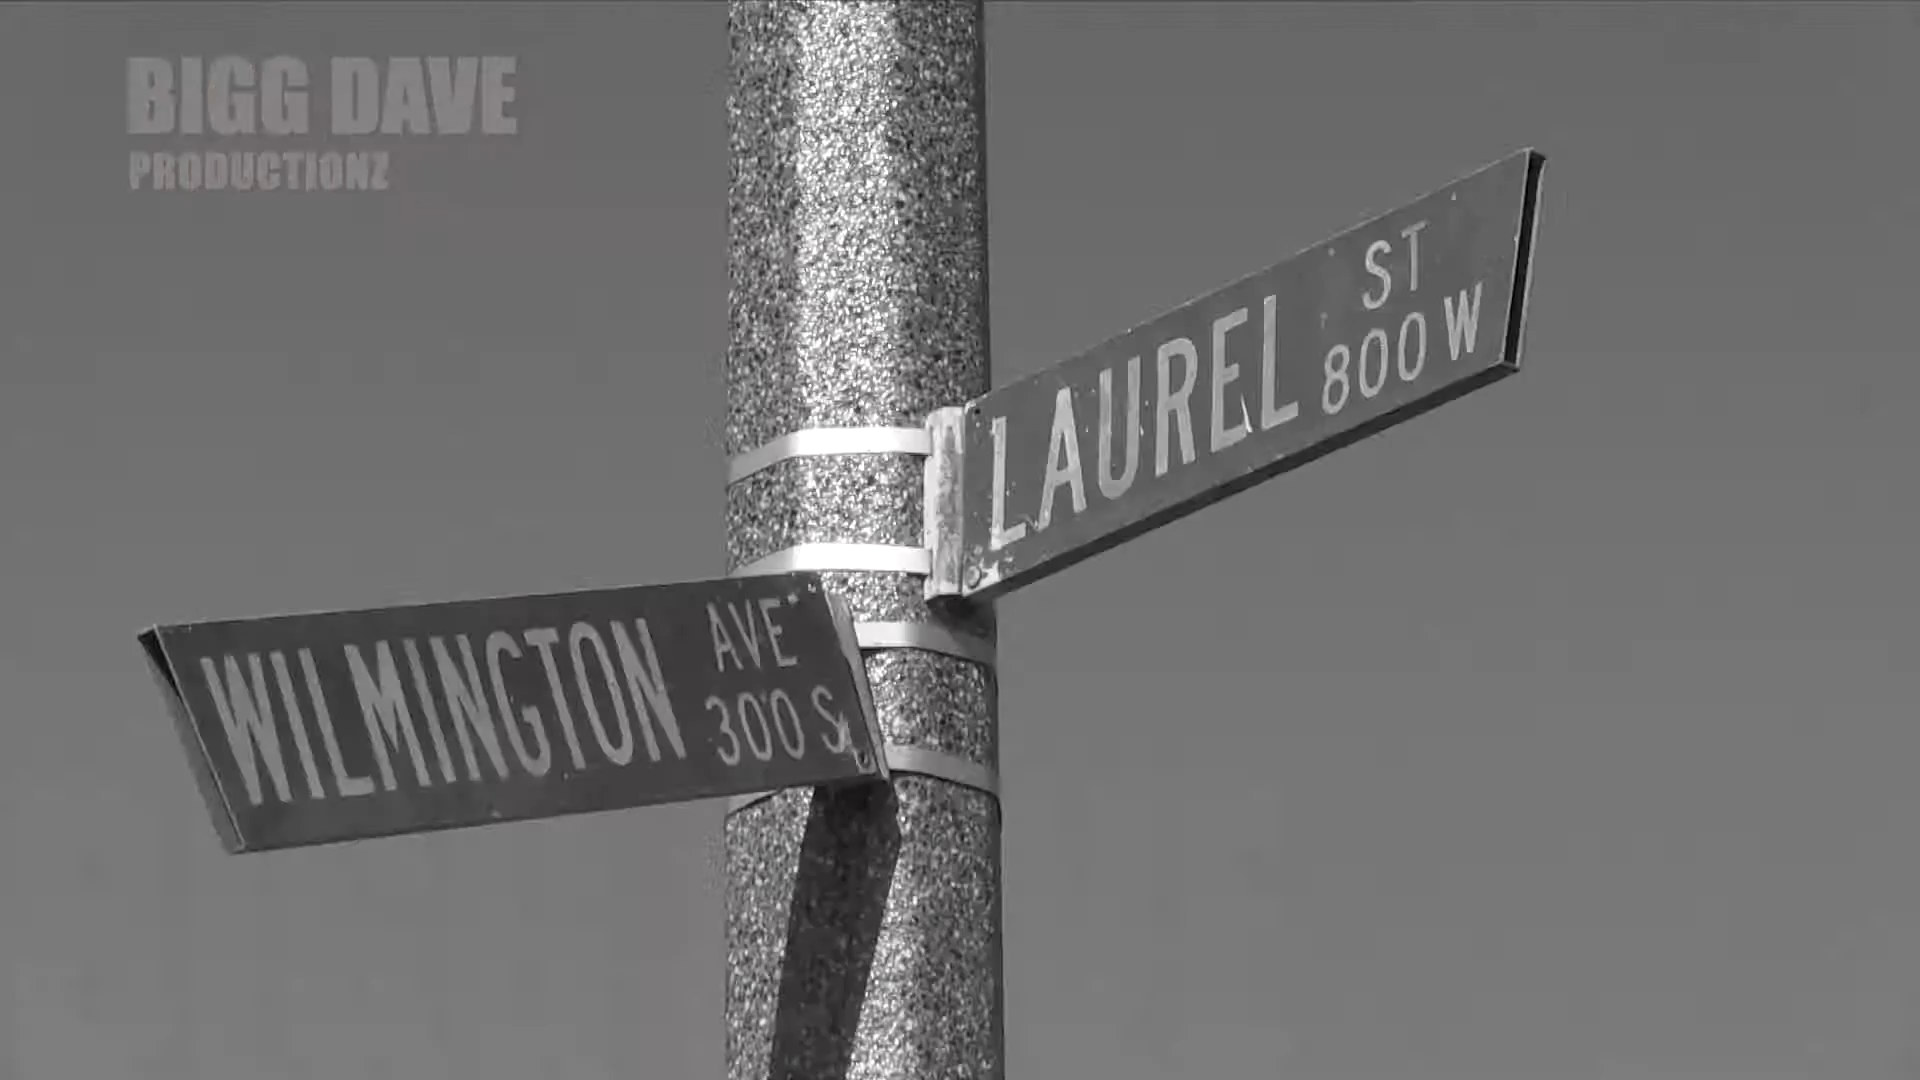 BIGG DAVE
PRODUCTIONZ
LAUREL ST
800 W
WILMINGTON AVE
300 S